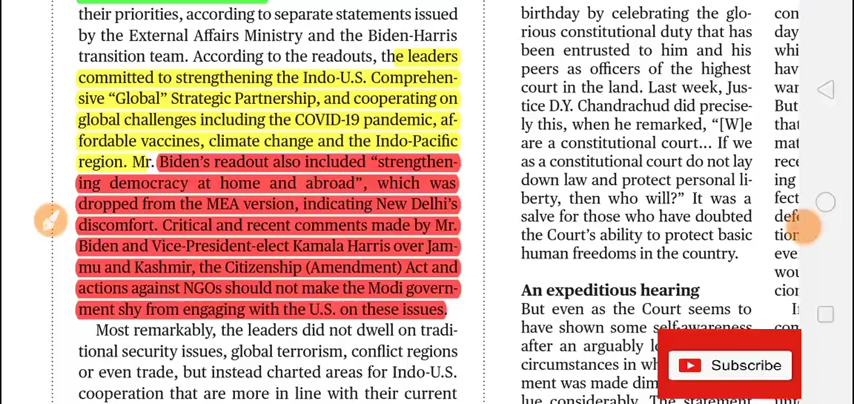 their priorities, according to separate statements issued
by the External Affairs Ministry and the Biden-Harris
transition team. According to the readouts, the leaders
committed to strengthening the Indo-U.S. Comprehen-
sive “Global” Strategic Partnership, and cooperating on
global challenges including the COVID-19 pandemic, af-
fordable vaccines, climate change and the Indo-Pacific
region. Mr. Biden’s readout also included “strengthen-
ing democracy at home and abroad”, which was
dropped from the MEA version, indicating New Delhi’s
discomfort. Critical and recent comments made by Mr.
Biden and Vice-President-elect Kamala Harris over Jam-
mu and Kashmir, the Citizenship (Amendment) Act and
actions against NGOs should not make the Modi govern-
ment shy from engaging with the U.S. on these issues.
Most remarkably, the leaders did not dwell on tradi-
tional security issues, global terrorism, conflict regions
or even trade, but instead charted areas for Indo-U.S.
cooperation that are more in line with their current
birthday by celebrating the glo-
rious constitutional duty that has
been entrusted to him and his
peers as officers of the highest
court in the land. Last week, Jus-
tice D.Y. Chandrachud did precise-
ly this, when he remarked, “[W]e
are a constitutional court... If we
as a constitutional court do not lay
down law and protect personal li-
berty, then who will?” It was a
salve for those who have doubted
the Court’s ability to protect basic
human freedoms in the country.
An expeditious hearing
But even as the Court seems to
have shown some self-awareness
after an arguably
circumstances in
ment was made
lue considerably. The statement
Subscribe